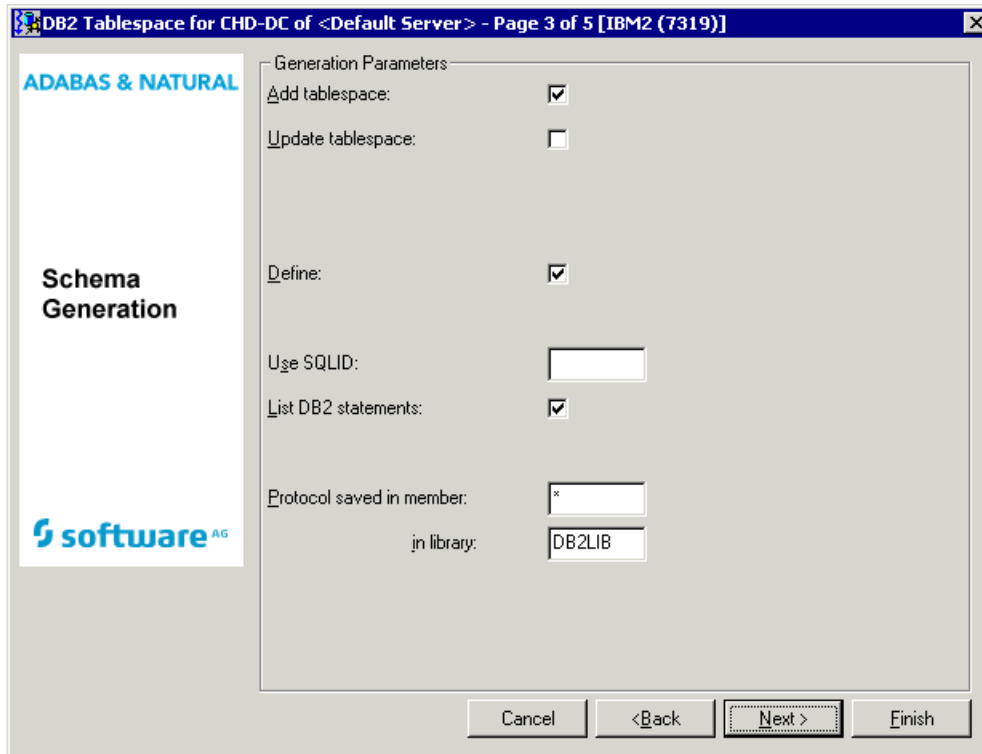 DB2 Tablespace for CHD-DC of <Default Server> - Page 3 of 5 [IBM2 (7319)]
ADABAS & NATURAL
Schema
Generation
software AG
Generation Parameters
Add tablespace:
Update tablespace:
Define:
Use SQLID:
List DB2 statements:
Protocol saved in member: *
in library: DB2LIB
Cancel <Back Next > Finish